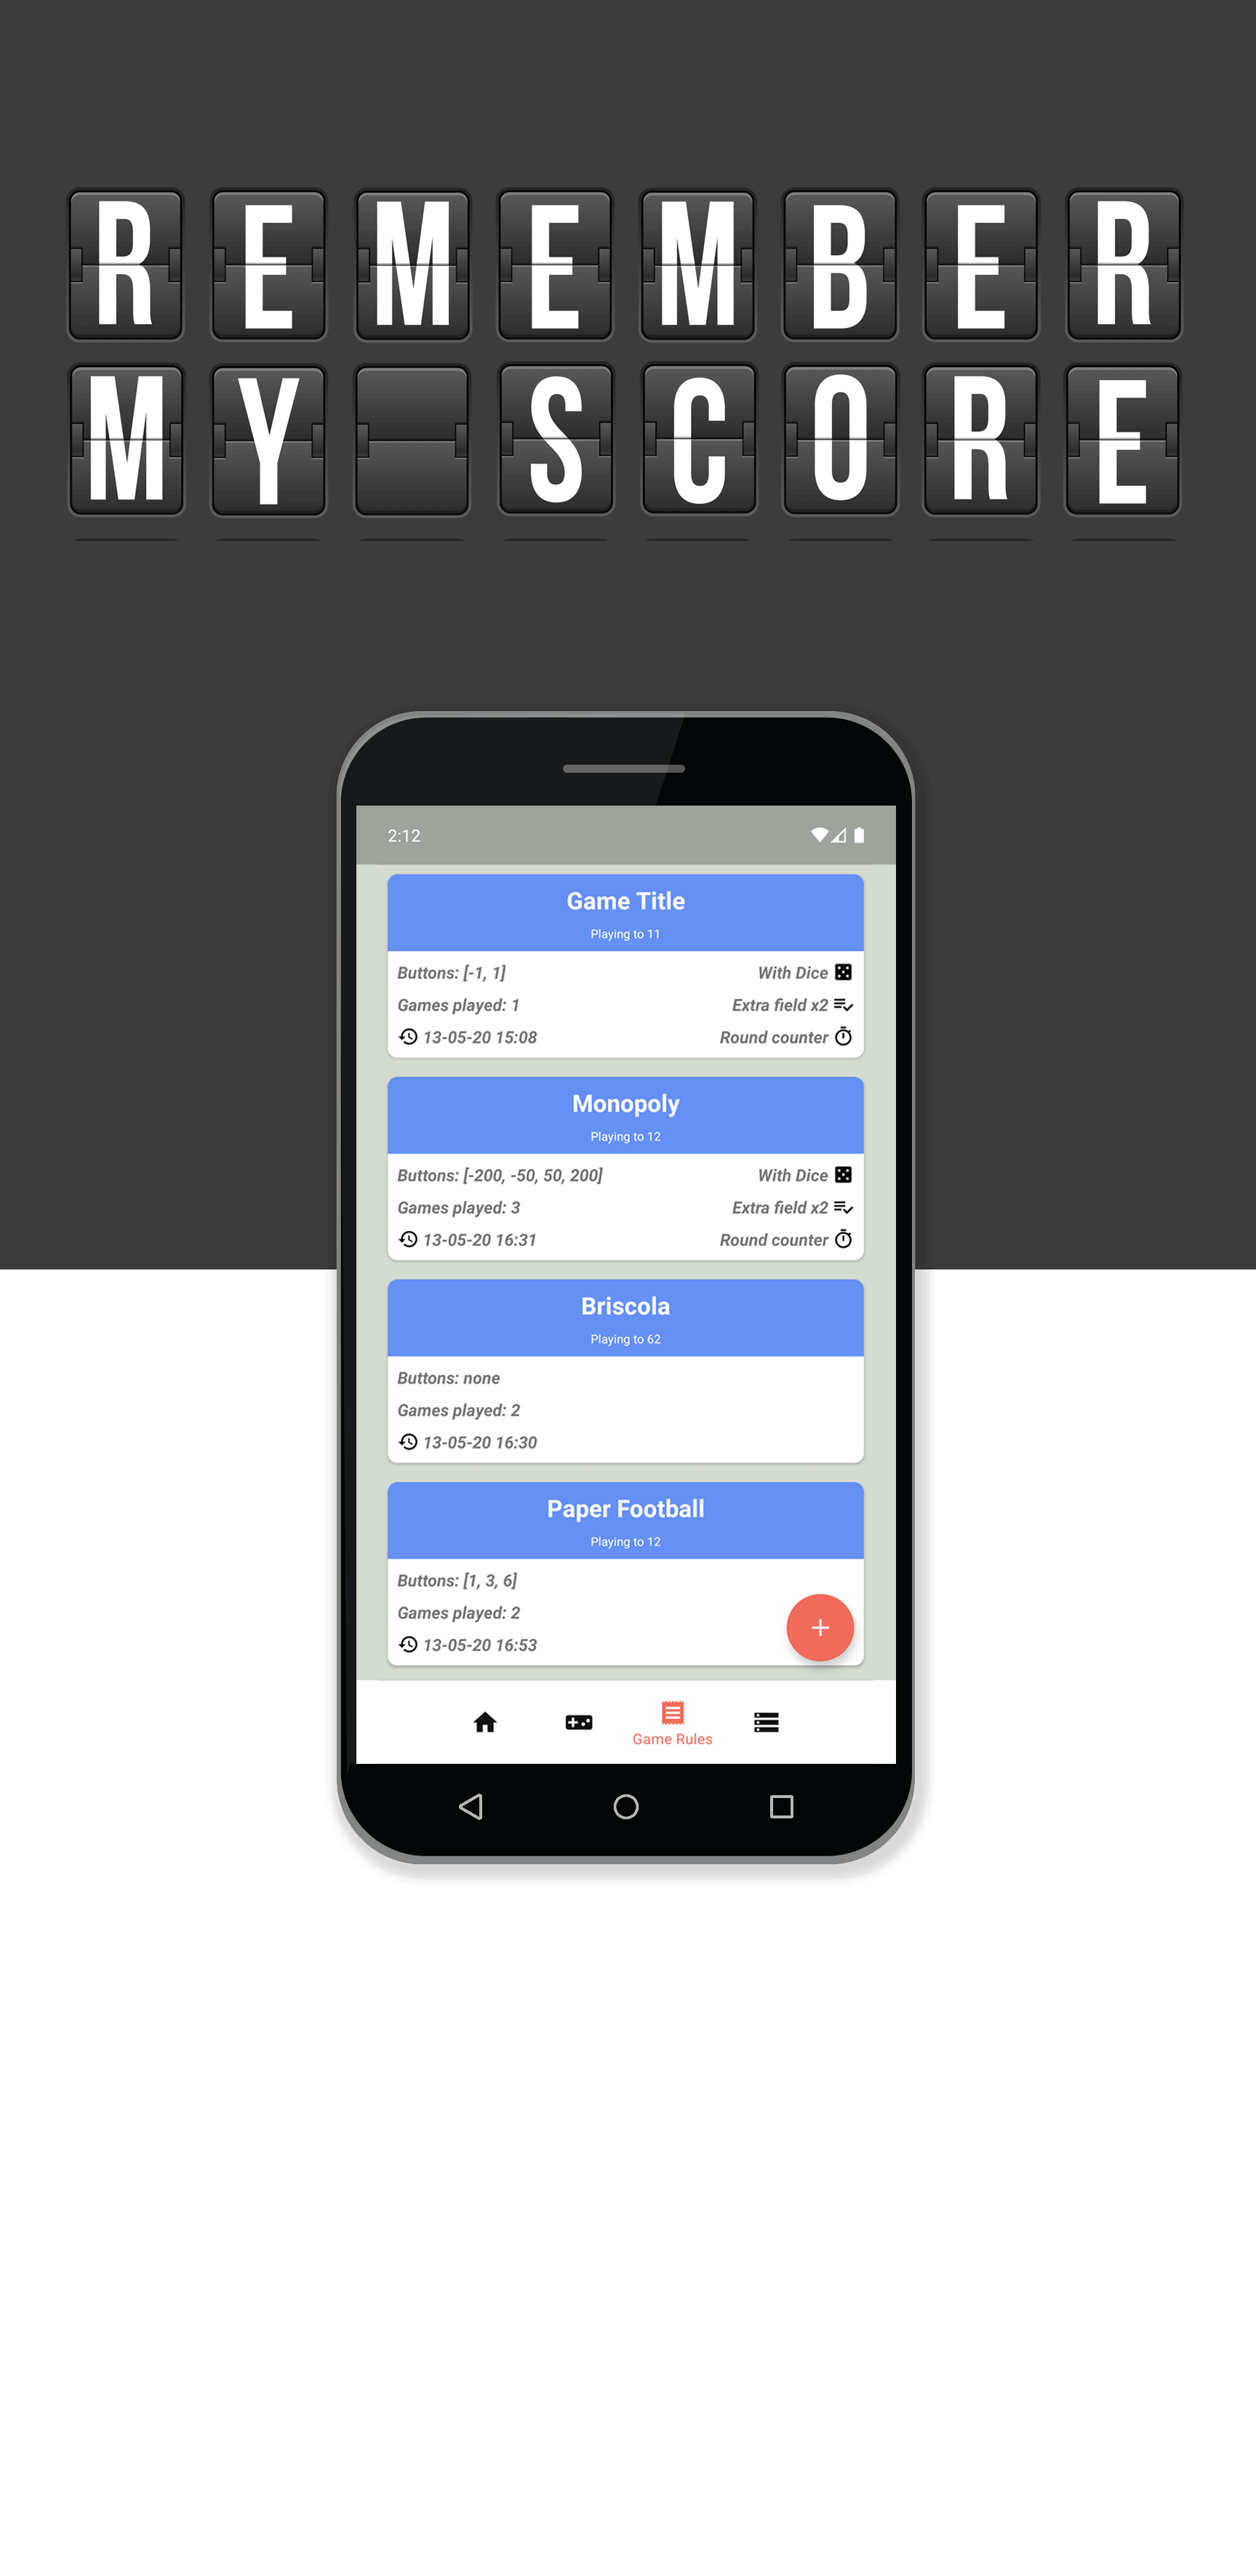 REMEMBER
MY SCORE
2:12
Game Title
Playing to 11
Buttons: [-1, 1]
With Dice
Games played: 1
Extra field x2
13-05-20 15:08
Round counter
Monopoly
Playing to 12
Buttons: [-200, -50, 50, 200]
With Dice
Games played: 3
Extra field x2
13-05-20 16:31
Round counter
Briscola
Playing to 62
Buttons: none
Games played: 2
13-05-20 16:30
Paper Football
Playing to 12
Buttons: [1, 3, 6]
Games played: 2
13-05-20 16:53
+
Game Rules